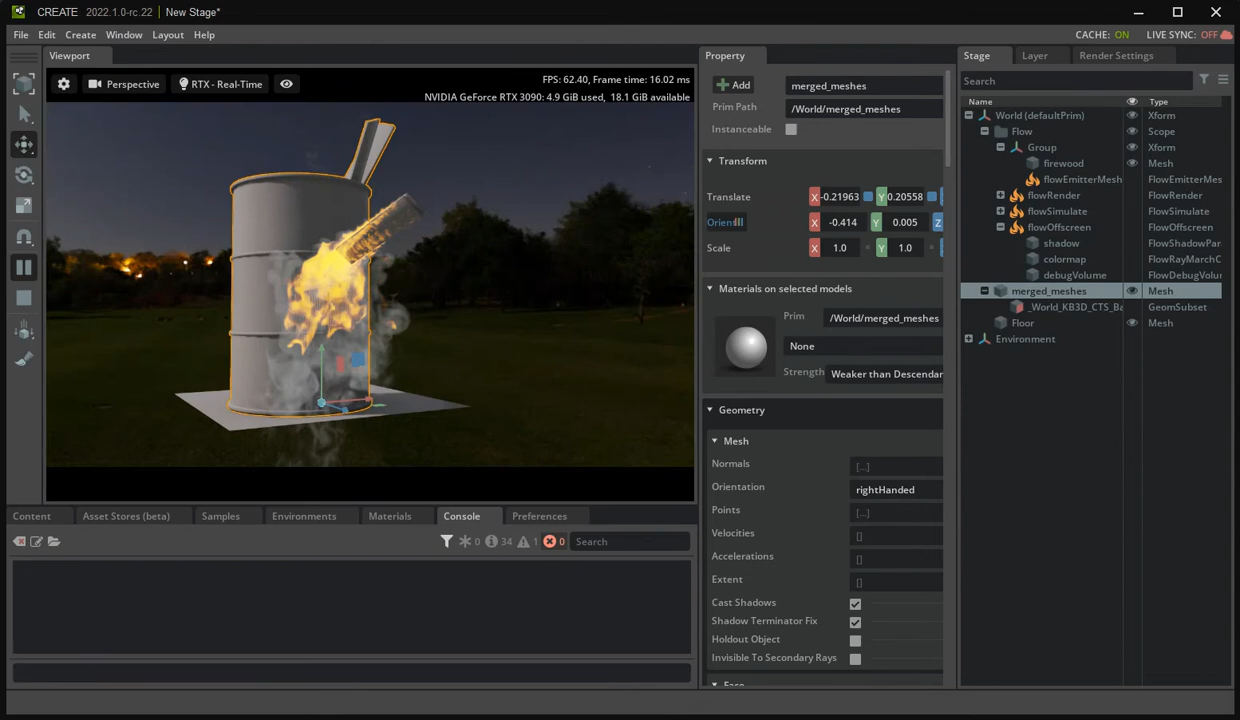 CREATE 2022.1.0-rc.22 New Stage*
File Edit Create Window Layout Help
CACHE: ON LIVE SYNC: OFF
Viewport
Perspective RTX - Real-Time
FPS: 62.40, Frame time: 16.02 ms
NVIDIA GeForce RTX 3090: 4.9 GiB used, 18.1 GiB available
Property
Add merged_meshes
Prim Path /World/merged_meshes
Instanceable
Transform
Translate X -0.21963 Y 0.20558
Orient X -0.414 Y 0.005 Z
Scale X 1.0 Y 1.0
Materials on selected models
Prim /World/merged_meshes
None
Strength Weaker than Descendar
Geometry
Mesh
Normals [...]
Orientation rightHanded
Points [...]
Velocities []
Accelerations []
Extent []
Cast Shadows
Shadow Terminator Fix
Holdout Object
Invisible To Secondary Rays
Face
Stage Layer Render Settings
Search
Name Type
World (defaultPrim) Xform
Flow Scope
Group Xform
firewood Mesh
flowEmitterMesh FlowEmitterMes
flowRender FlowRender
flowSimulate FlowSimulate
flowOffscreen FlowOffscreen
shadow FlowShadowPar
colormap FlowRayMarchC
debugVolume FlowDebugVolu
merged_meshes Mesh
_World_KB3D_CTS_Ba GeomSubset
Floor Mesh
Environment Xform
Content Asset Stores (beta) Samples Environments Materials Console Preferences
0 34 1 0 Search